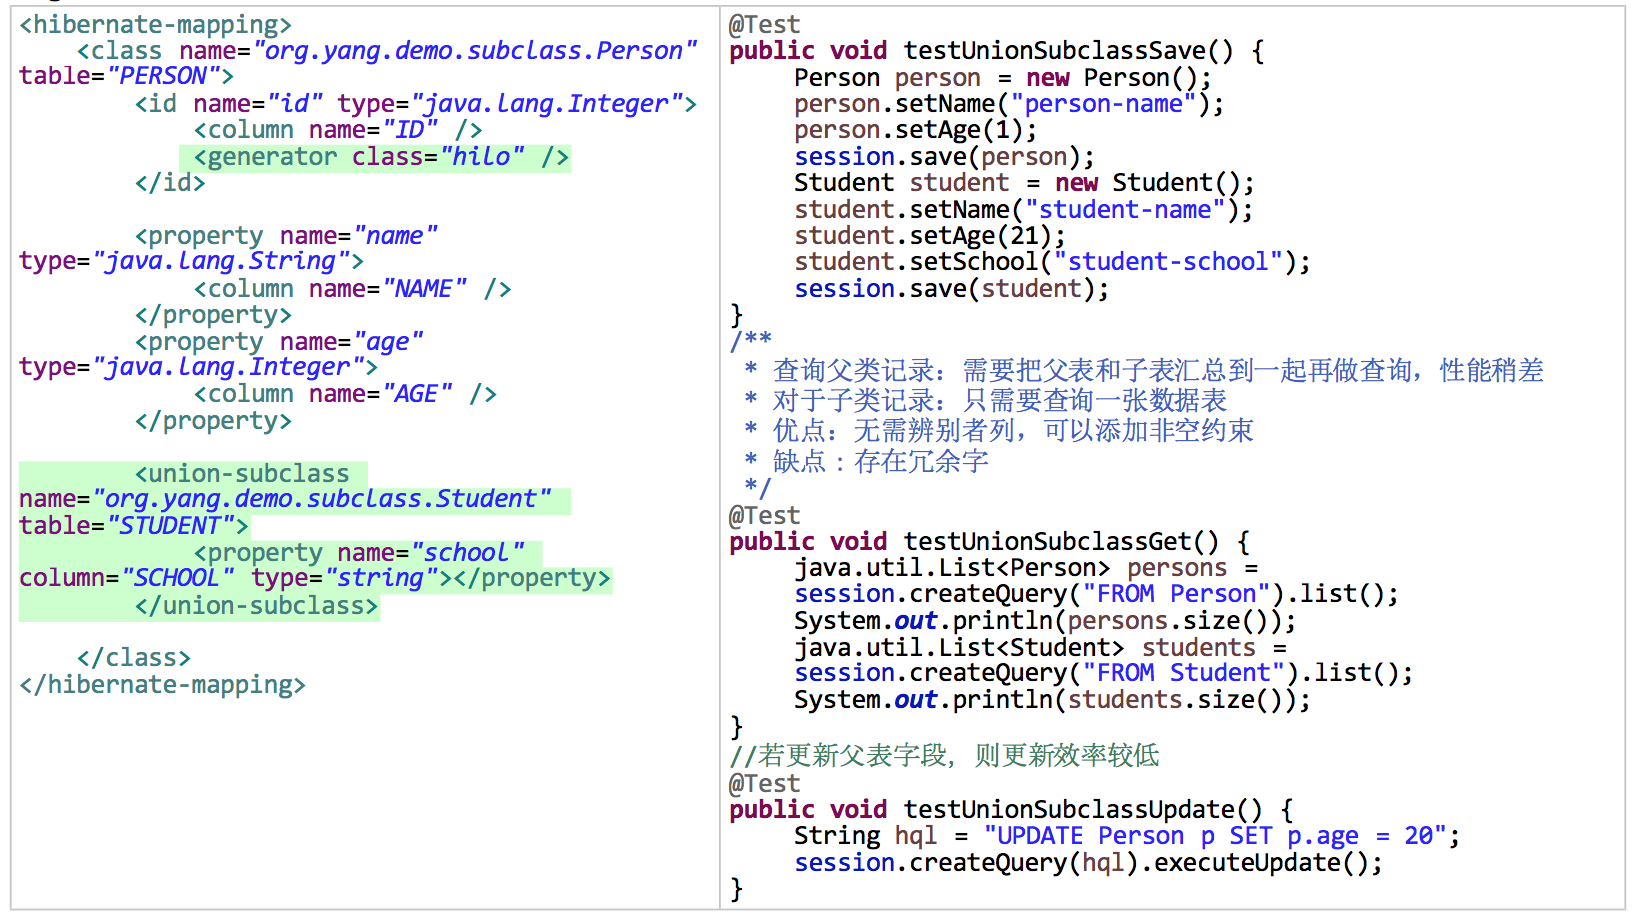 <hibernate-mapping>
    <class name="org.yang.demo.subclass.Person"
table="PERSON">
        <id name="id" type="java.lang.Integer">
            <column name="ID" />
            <generator class="hilo" />
        </id>

        <property name="name"
type="java.lang.String">
            <column name="NAME" />
        </property>
        <property name="age"
type="java.lang.Integer">
            <column name="AGE" />
        </property>

        <union-subclass
name="org.yang.demo.subclass.Student"
table="STUDENT">
            <property name="school"
column="SCHOOL" type="string"></property>
        </union-subclass>

    </class>
</hibernate-mapping>
@Test
public void testUnionSubclassSave() {
    Person person = new Person();
    person.setName("person-name");
    person.setAge(1);
    session.save(person);
    Student student = new Student();
    student.setName("student-name");
    student.setAge(21);
    student.setSchool("student-school");
    session.save(student);
}
/**
 * 查询父类记录：需要把父表和子表汇总到一起再做查询，性能稍差
 * 对于子类记录：只需要查询一张数据表
 * 优点：无需辨别者列，可以添加非空约束
 * 缺点：存在冗余字
 */
@Test
public void testUnionSubclassGet() {
    java.util.List<Person> persons =
    session.createQuery("FROM Person").list();
    System.out.println(persons.size());
    java.util.List<Student> students =
    session.createQuery("FROM Student").list();
    System.out.println(students.size());
}
//若更新父表字段，则更新效率较低
@Test
public void testUnionSubclassUpdate() {
    String hql = "UPDATE Person p SET p.age = 20";
    session.createQuery(hql).executeUpdate();
}